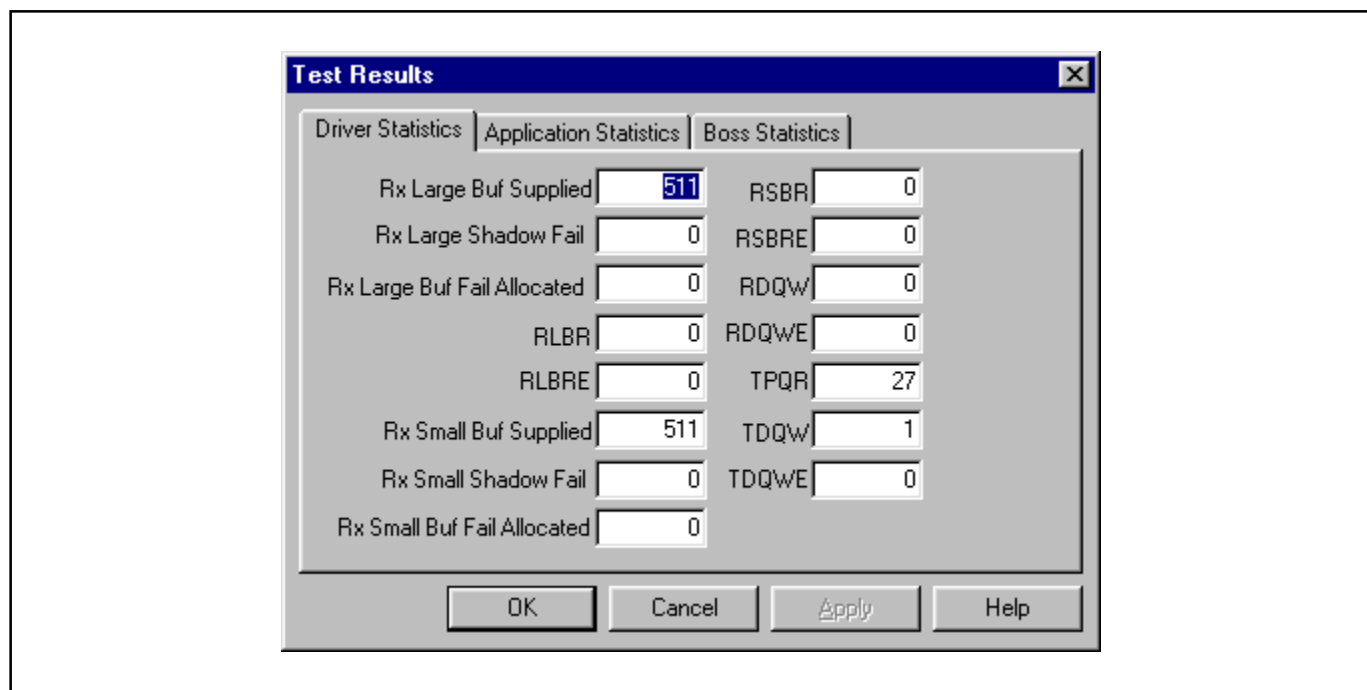 Test Results
Driver Statistics Application Statistics Boss Statistics
Rx Large Buf Supplied 511 RSBR 0
Rx Large Shadow Fail 0 RSBRE 0
Rx Large Buf Fail Allocated 0 RDQW 0
RLBR 0 RDQWE 0
RLBRE 0 TPQR 27
Rx Small Buf Supplied 511 TDQW 1
Rx Small Shadow Fail 0 TDQWE 0
Rx Small Buf Fail Allocated 0
OK Cancel Apply Help